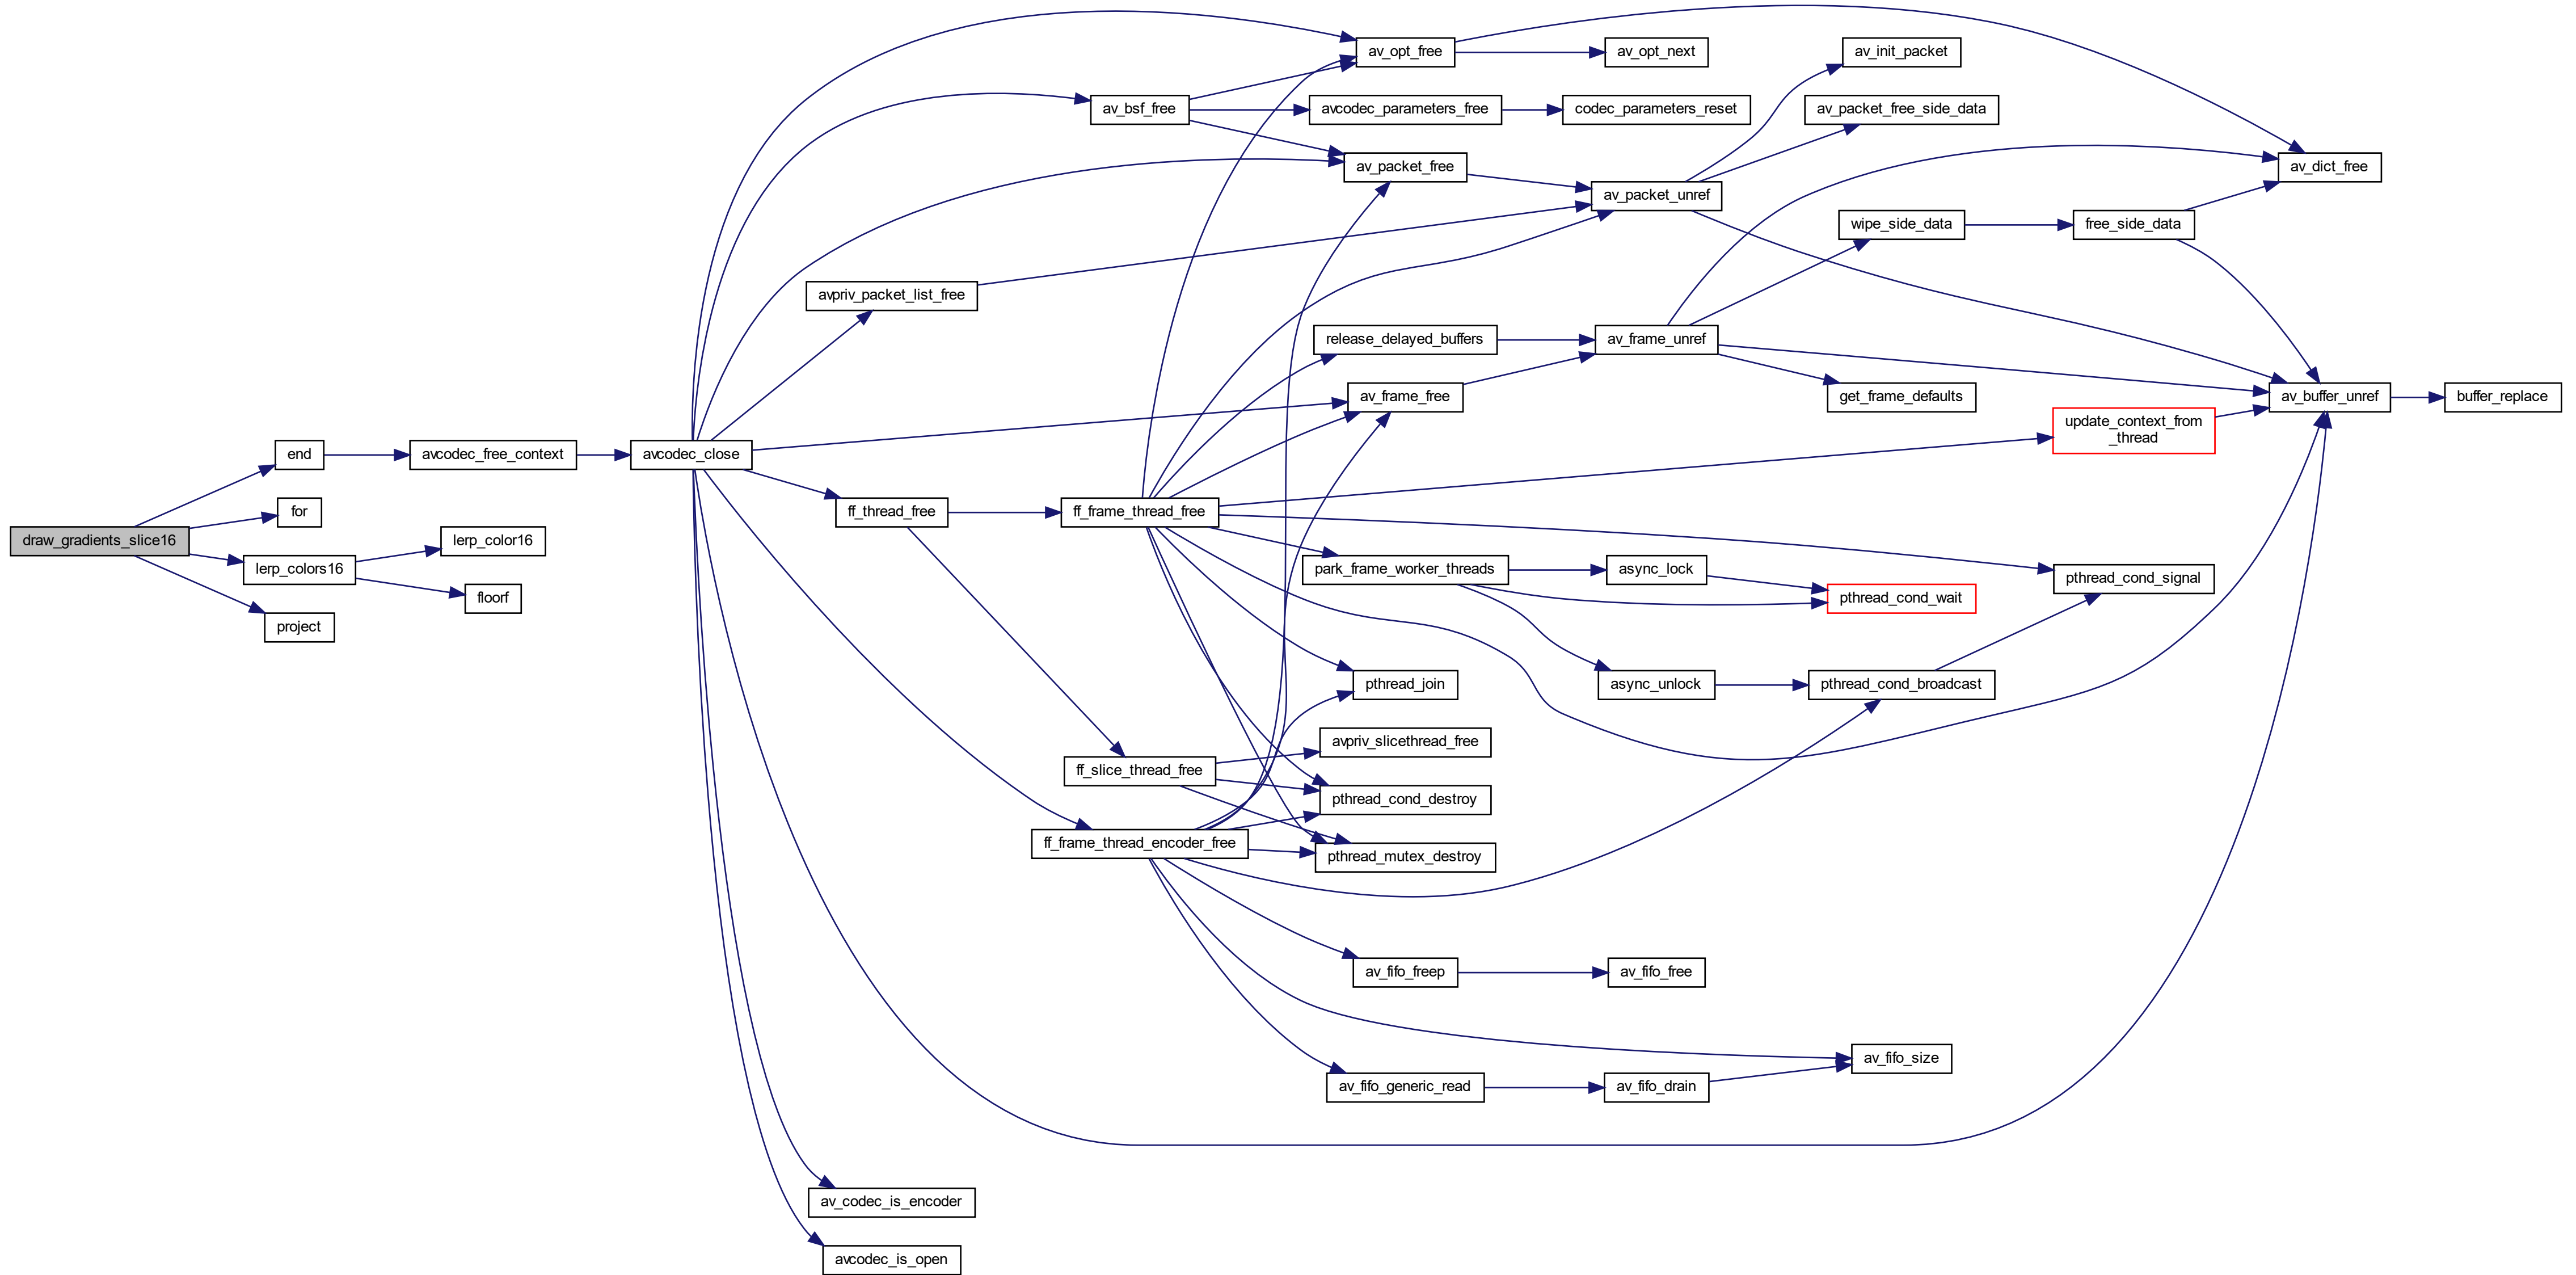 draw_gradients_slice16
end
for
lerp_colors16
project
avcodec_free_context
lerp_color16
floorf
avcodec_close
avpriv_packet_list_free
ff_thread_free
av_codec_is_encoder
avcodec_is_open
av_bsf_free
ff_frame_thread_free
ff_slice_thread_free
ff_frame_thread_encoder_free
av_opt_free
avcodec_parameters_free
av_packet_free
release_delayed_buffers
av_frame_free
park_frame_worker_threads
pthread_join
avpriv_slicethread_free
pthread_cond_destroy
pthread_mutex_destroy
av_fifo_freep
av_fifo_generic_read
av_opt_next
codec_parameters_reset
av_packet_unref
av_frame_unref
async_lock
async_unlock
av_fifo_free
av_fifo_drain
av_init_packet
av_packet_free_side_data
wipe_side_data
get_frame_defaults
pthread_cond_wait
pthread_cond_broadcast
av_fifo_size
free_side_data
update_context_from
_thread
pthread_cond_signal
av_dict_free
av_buffer_unref
buffer_replace